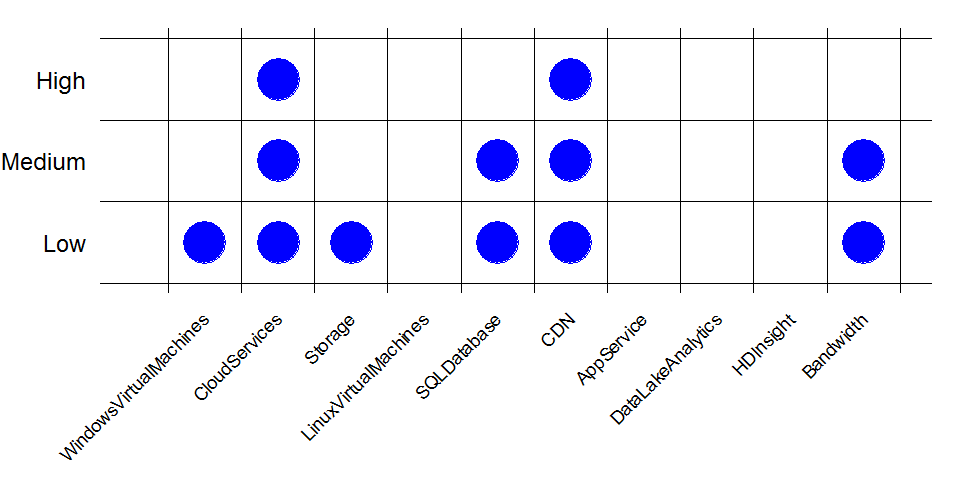 High
Medium
Low
WindowsVirtualMachines
CloudServices
Storage
LinuxVirtualMachines
SQLDatabase
CDN
AppService
DataLakeAnalytics
HDInsight
Bandwidth